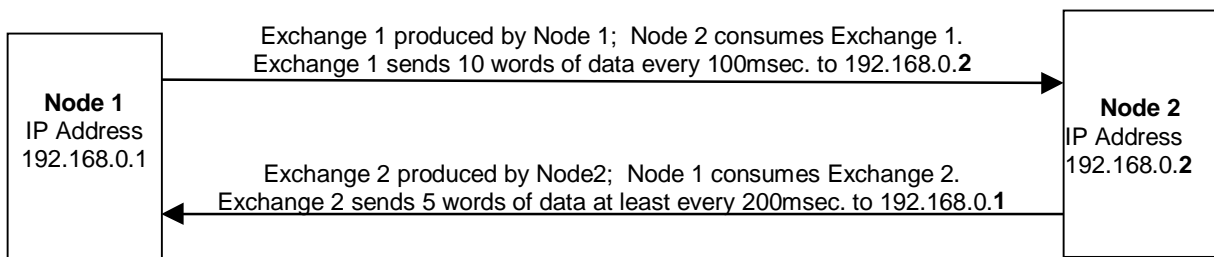 Exchange 1 produced by Node 1;  Node 2 consumes Exchange 1.
Exchange 1 sends 10 words of data every 100msec. to 192.168.0.2
Node 1
IP Address
192.168.0.1
Node 2
IP Address
192.168.0.2
Exchange 2 produced by Node2;  Node 1 consumes Exchange 2.
Exchange 2 sends 5 words of data at least every 200msec. to 192.168.0.1